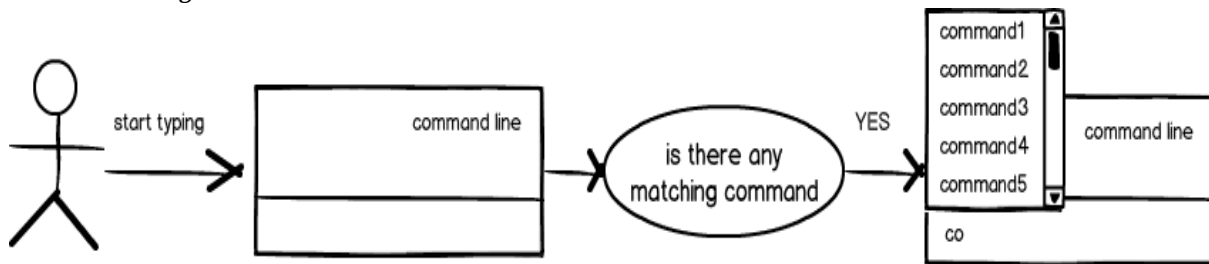 start typing
command line
is there any
matching command
YES
command1
command2
command3
command4
command5
command line
co